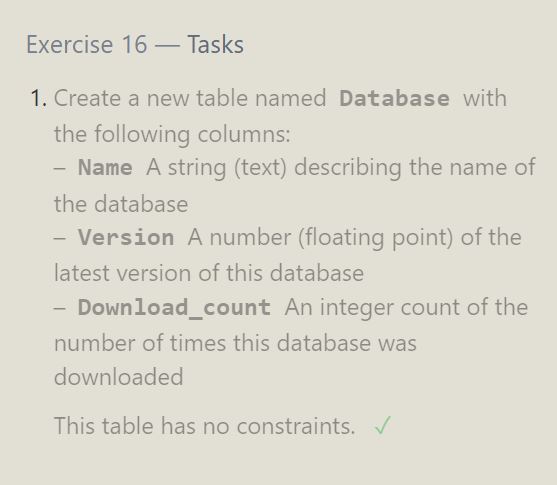 Exercise 16 — Tasks
1. Create a new table named Database with
the following columns:
– Name A string (text) describing the name of
the database
– Version A number (floating point) of the
latest version of this database
– Download_count An integer count of the
number of times this database was
downloaded
This table has no constraints. ✓